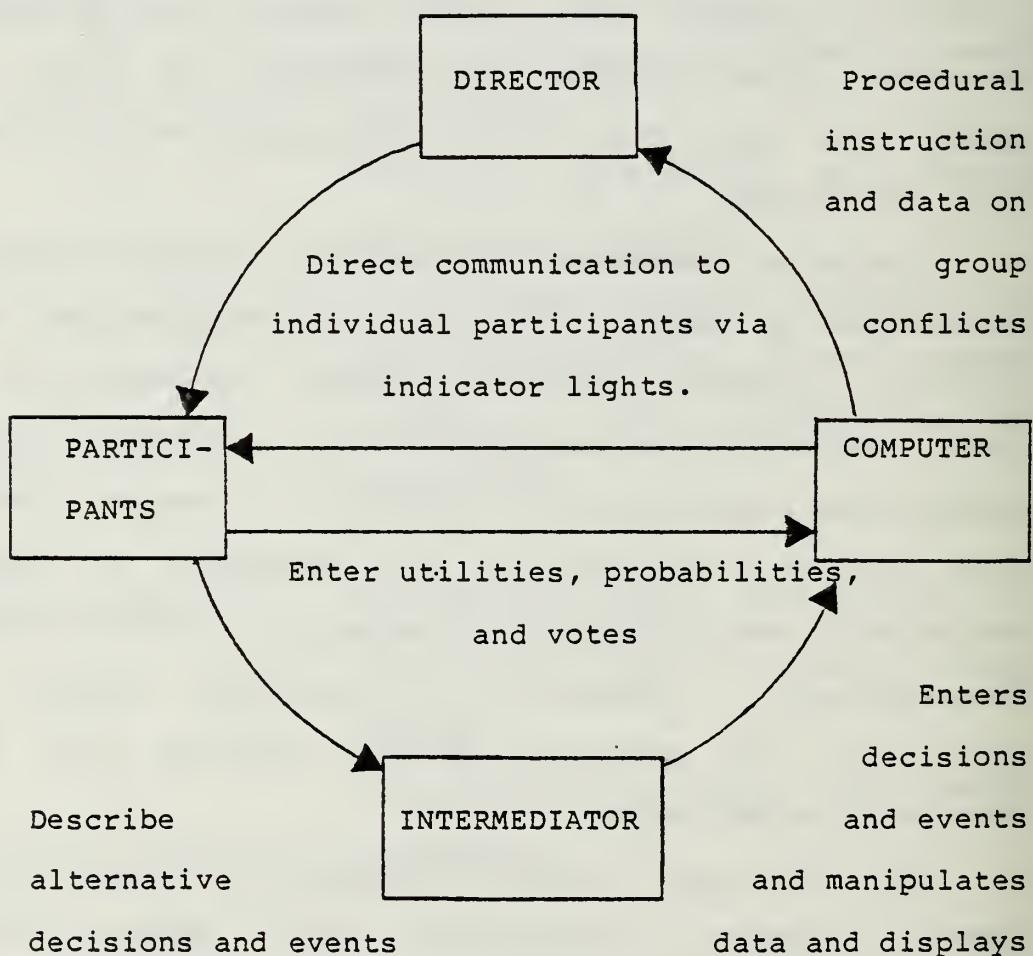 DIRECTOR
Procedural
instruction
and data on
group
conflicts
Direct communication to
individual participants via
indicator lights.
PARTICI-
PANTS
COMPUTER
Enter utilities, probabilities,
and votes
INTERMEDIATOR
Describe
alternative
decisions and events
Enters
decisions
and events
and manipulates
data and displays